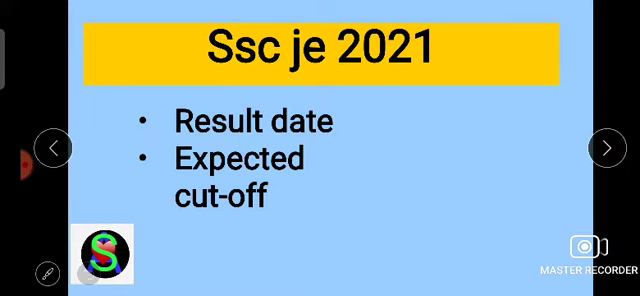 Ssc je 2021
• Result date
• Expected
cut-off
S
MASTER RECORDER